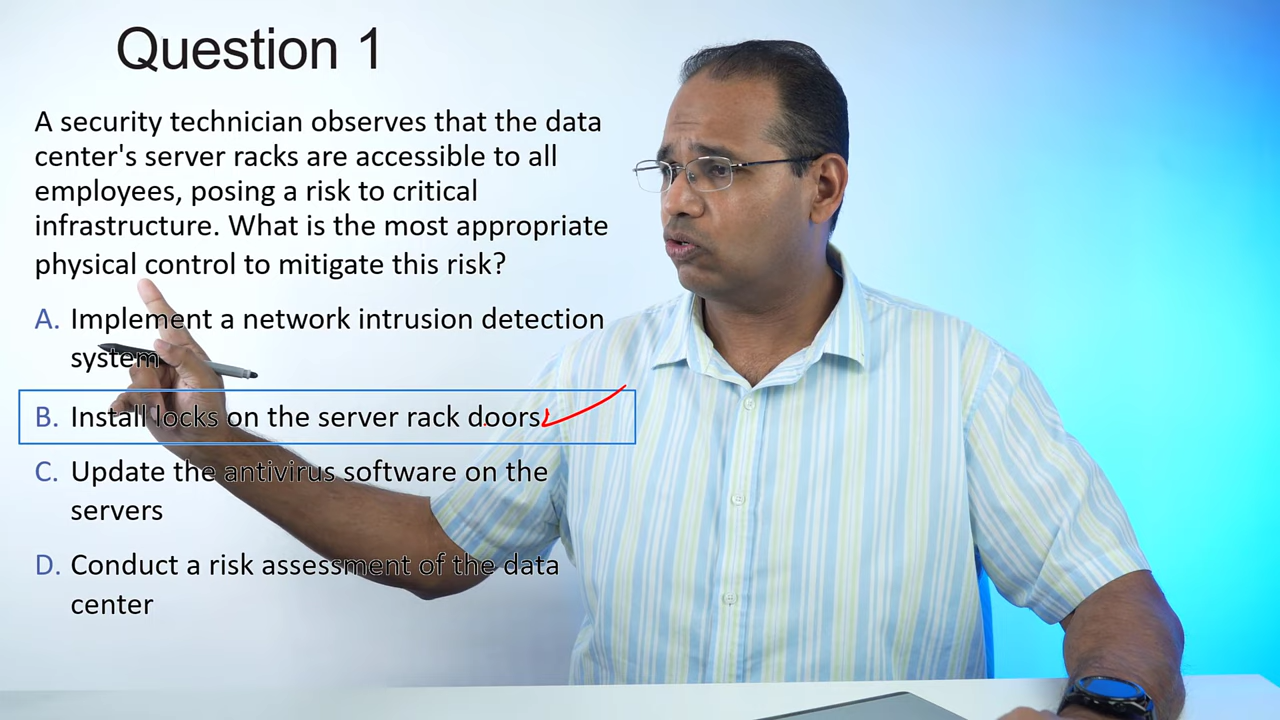 Question 1
A security technician observes that the data
center's server racks are accessible to all
employees, posing a risk to critical
infrastructure. What is the most appropriate
physical control to mitigate this risk?
A. Implement a network intrusion detection
system
B. Install locks on the server rack doors
C. Update the antivirus software on the
servers
D. Conduct a risk assessment of the data
center